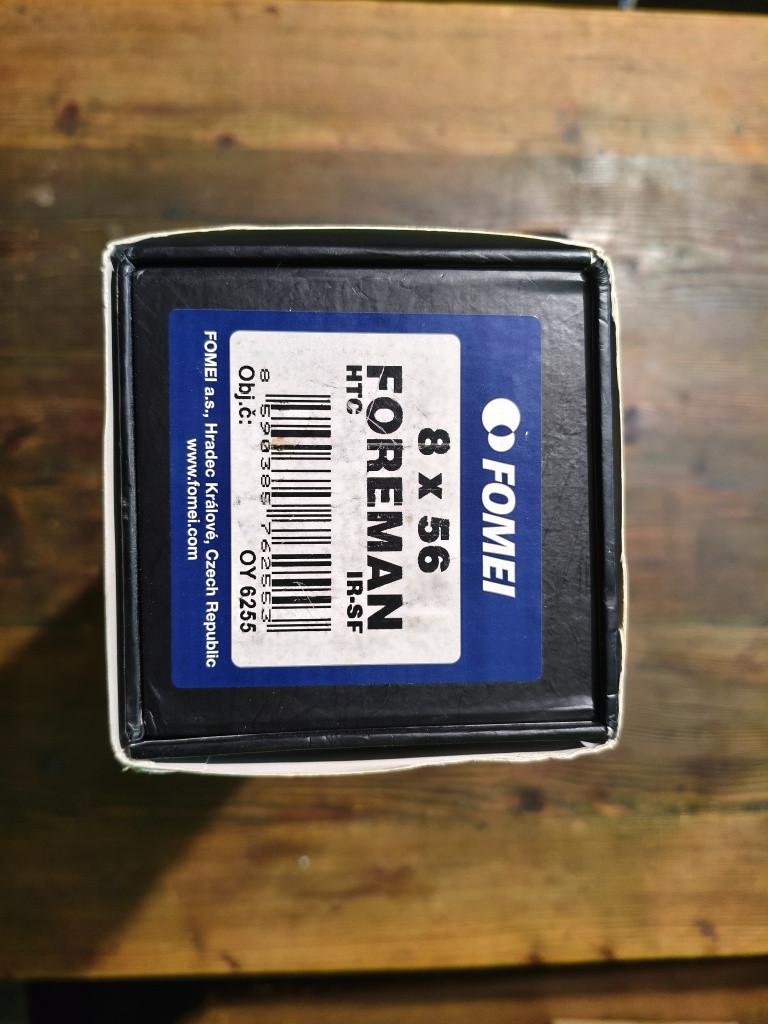 FOMEI
8 x 56
FOREMAN
HTC IR-SF
8 590385 762553
Obj.č: OY 6255
FOMEI a.s., Hradec Králové, Czech Republic
www.fomei.com